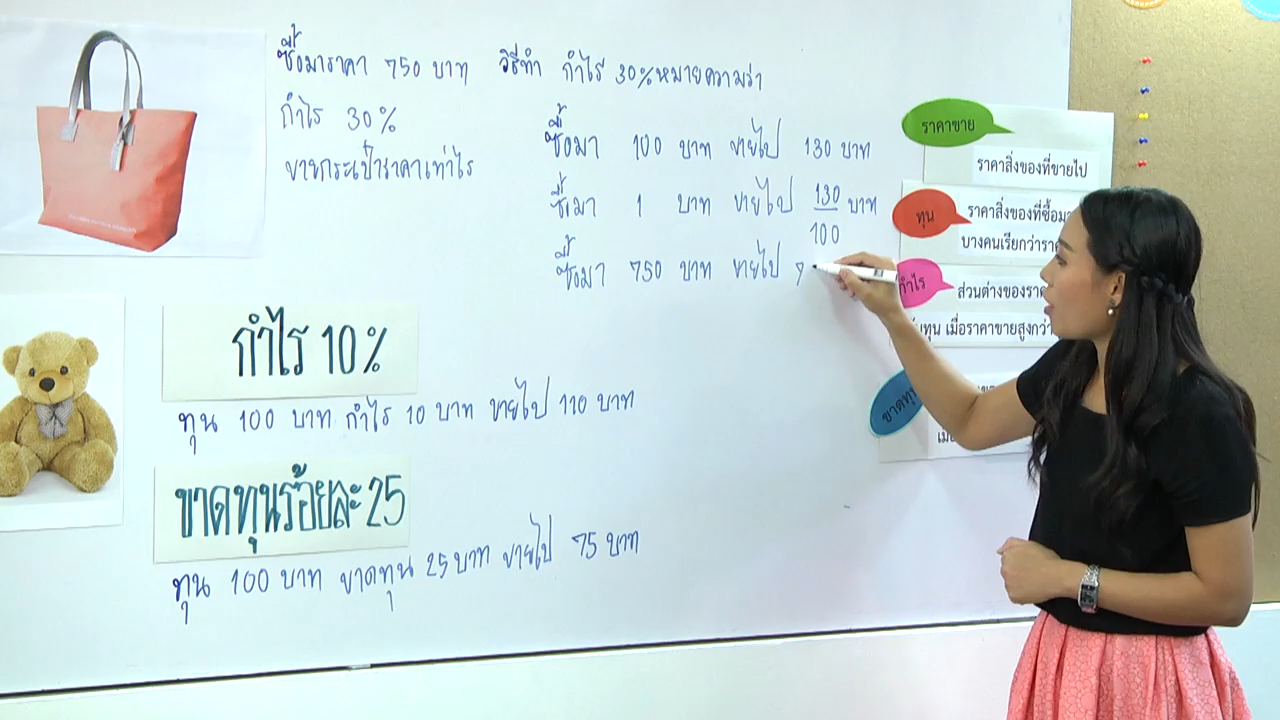 ซื้อมาราคา 750 บาท วิธีทำ กำไร 30% หมายความว่า
กำไร 30%
ขายกระเป๋าราคาเท่าไร
ซื้อมา 100 บาท ขายไป 130 บาท
ซื้อมา 1 บาท ขายไป 130/100 บาท
ซื้อมา 750 บาท ขายไป 7
กำไร 10%
ทุน 100 บาท กำไร 10 บาท ขายไป 110 บาท
ขาดทุนร้อยละ 25
ทุน 100 บาท ขาดทุน 25 บาท ขายไป 75 บาท
ราคาขาย
ราคาสิ่งของที่ขายไป
ทุน
ราคาสิ่งของที่ซื้อมา
บางคนเรียกว่ารา
กำไร
ส่วนต่างของรา
ทุน เมื่อราคาขายสูงกว่า
ขาดทุน